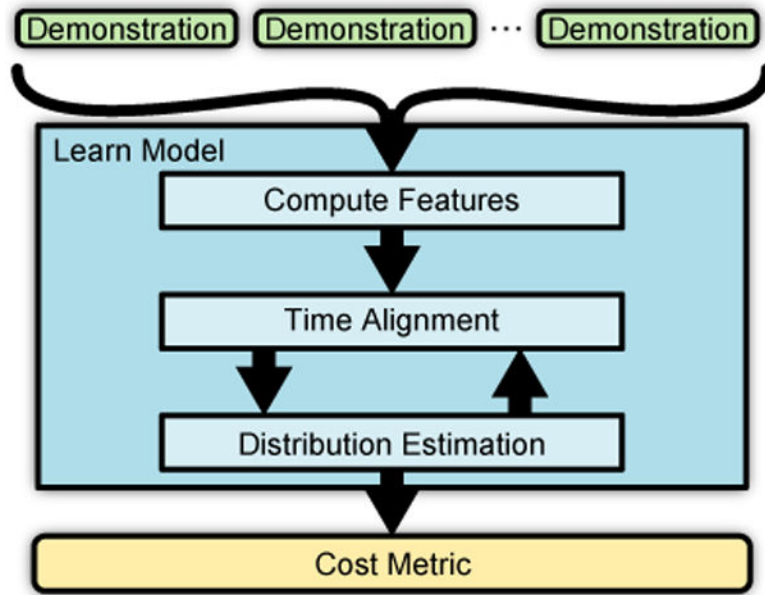 Demonstration Demonstration ... Demonstration
Learn Model
Compute Features
Time Alignment
Distribution Estimation
Cost Metric